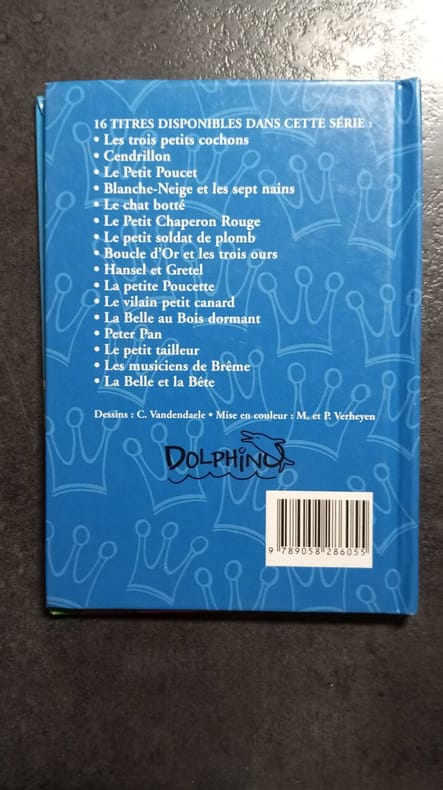 16 TITRES DISPONIBLES DANS CETTE SÉRIE :
• Les trois petits cochons
• Cendrillon
• Le Petit Poucet
• Blanche-Neige et les sept nains
• Le chat botté
• Le Petit Chaperon Rouge
• Le petit soldat de plomb
• Boucle d'Or et les trois ours
• Hansel et Gretel
• La petite Poucette
• Le vilain petit canard
• La Belle au Bois dormant
• Peter Pan
• Le petit tailleur
• Les musiciens de Brême
• La Belle et la Bête
Dessins : C. Vandendaele • Mise en couleur : M. et P. Verheyen
DOLPHiNO
9 789058 286055